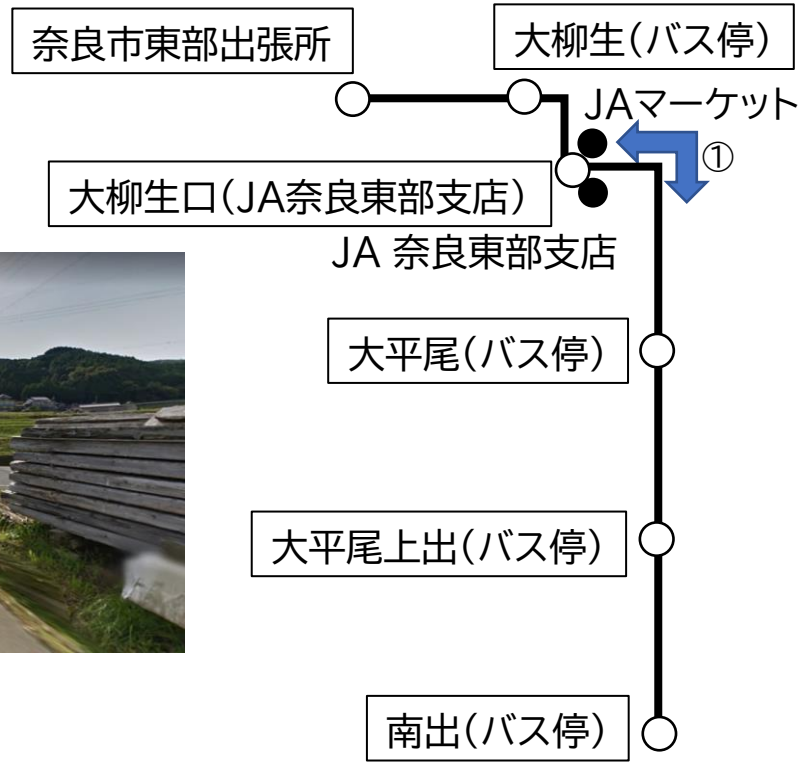 奈良市東部出張所
大柳生(バス停)
JAマーケット
①
大柳生口(JA奈良東部支店)
JA 奈良東部支店
大平尾(バス停)
大平尾上出(バス停)
南出(バス停)